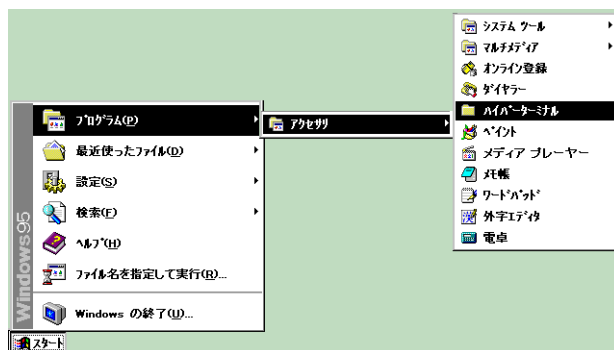 Windows95
ﾌﾟﾛｸﾞﾗﾑ(P)
最近使ったﾌｧｲﾙ(D)
設定(S)
検索(F)
ﾍﾙﾌﾟ(H)
ﾌｧｲﾙ名を指定して実行(R)...
Windows の終了(U)...
スタート
ｱｸｾｻﾘ
ｼｽﾃﾑ ﾂｰﾙ
ﾏﾙﾁﾒﾃﾞｨｱ
ｵﾝﾗｲﾝ登録
ﾀﾞｲﾔﾗｰ
ﾊｲﾊﾟｰﾀｰﾐﾅﾙ
ﾍﾟｲﾝﾄ
メディア プレーヤー
ﾒﾓ帳
ﾜｰﾄﾞﾊﾟｯﾄﾞ
外字ｴﾃﾞｨﾀ
電卓